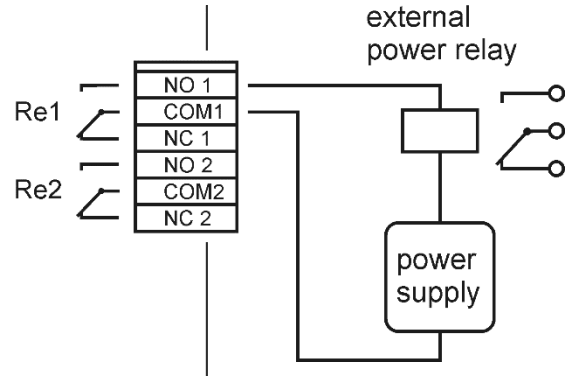 external
power relay
Re1
NO 1
COM1
NC 1
Re2
NO 2
COM2
NC 2
power
supply